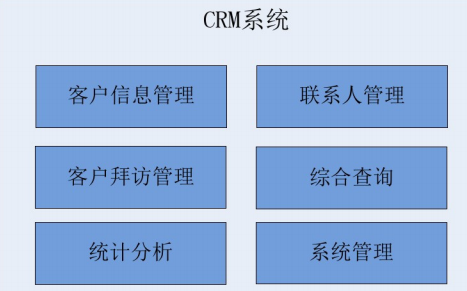 CRM系统
客户信息管理
联系人管理
客户拜访管理
综合查询
统计分析
系统管理